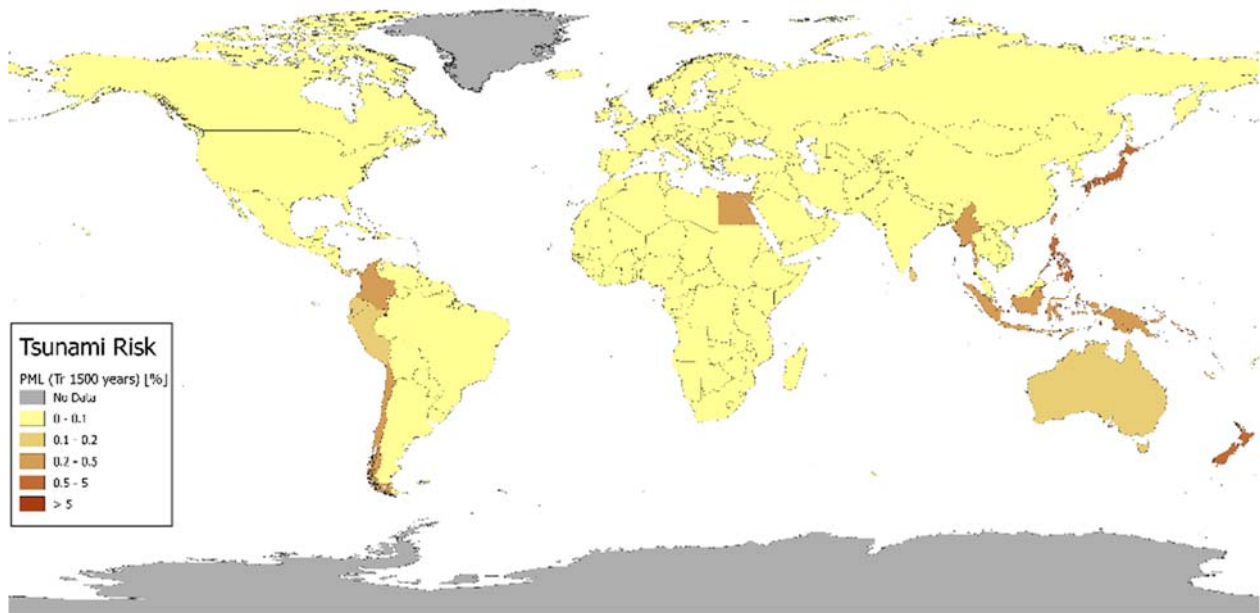 Tsunami Risk
PML (Tr 1500 years) [%]
No Data
0 - 0.1
0.1 - 0.2
0.2 - 0.5
0.5 - 5
> 5